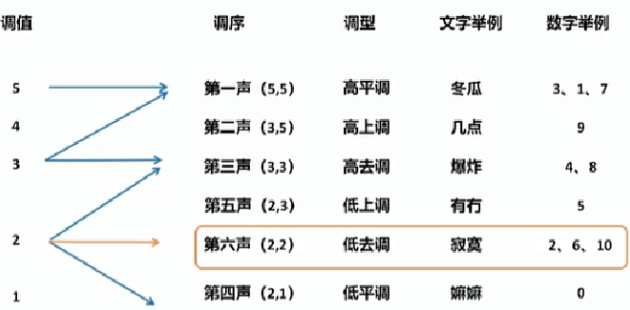 调值 调序 调型 文字举例 数字举例
5 第一声（5,5） 高平调 冬瓜 3、1、7
4 第二声（3,5） 高上调 几点 9
3 第三声（3,3） 高去调 爆炸 4、8
第五声（2,3） 低上调 有冇 5
2 第六声（2,2） 低去调 寂寞 2、6、10
1 第四声（2,1） 低平调 嫲嫲 0